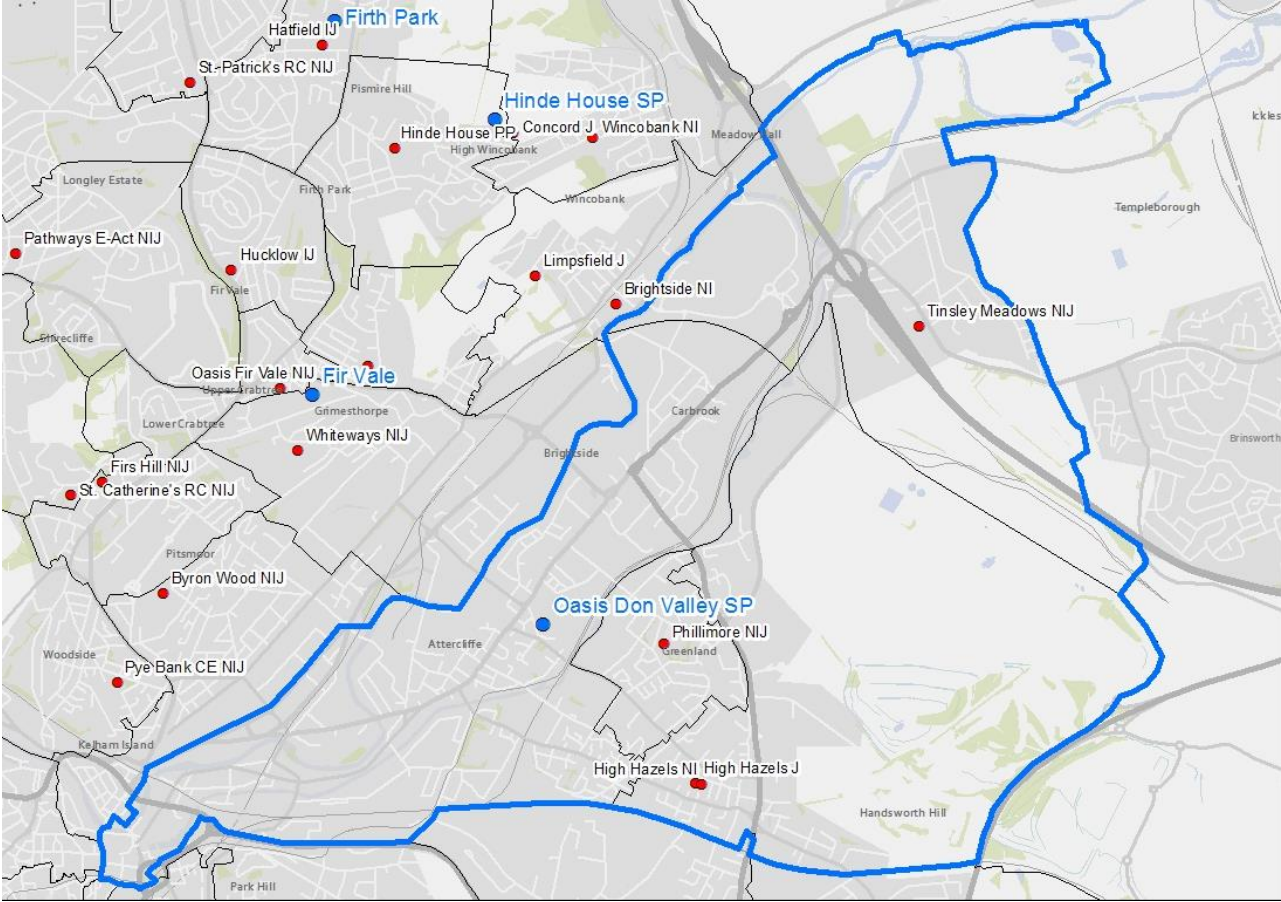 Firth Park
Hatfield IJ
St. Patrick's RC NIJ
Pismire Hill
Hinde House SP
Hinde House PP
Concord J
Wincobank NI
Meadow Hall
High Wincobank
Longley Estate
Firth Park
Wincobank
Templeborough
Pathways E-Act NIJ
Hucklow IJ
Limpsfield J
Fir Vale
Brightside NI
Tinsley Meadows NIJ
Oasis Fir Vale NIJ
Fir Vale
Upper Crabtree
Grimesthorpe
Lower Crabtree
Carbrook
Whiteways NIJ
Brinsworth
Brightside
Firs Hill NIJ
St. Catherine's RC NIJ
Pitsmoor
Byron Wood NIJ
Oasis Don Valley SP
Phillimore NIJ
Greenland
Attercliffe
Woodside
Pye Bank CE NIJ
Kelham Island
High Hazels NI
High Hazels J
Handsworth Hill
Park Hill